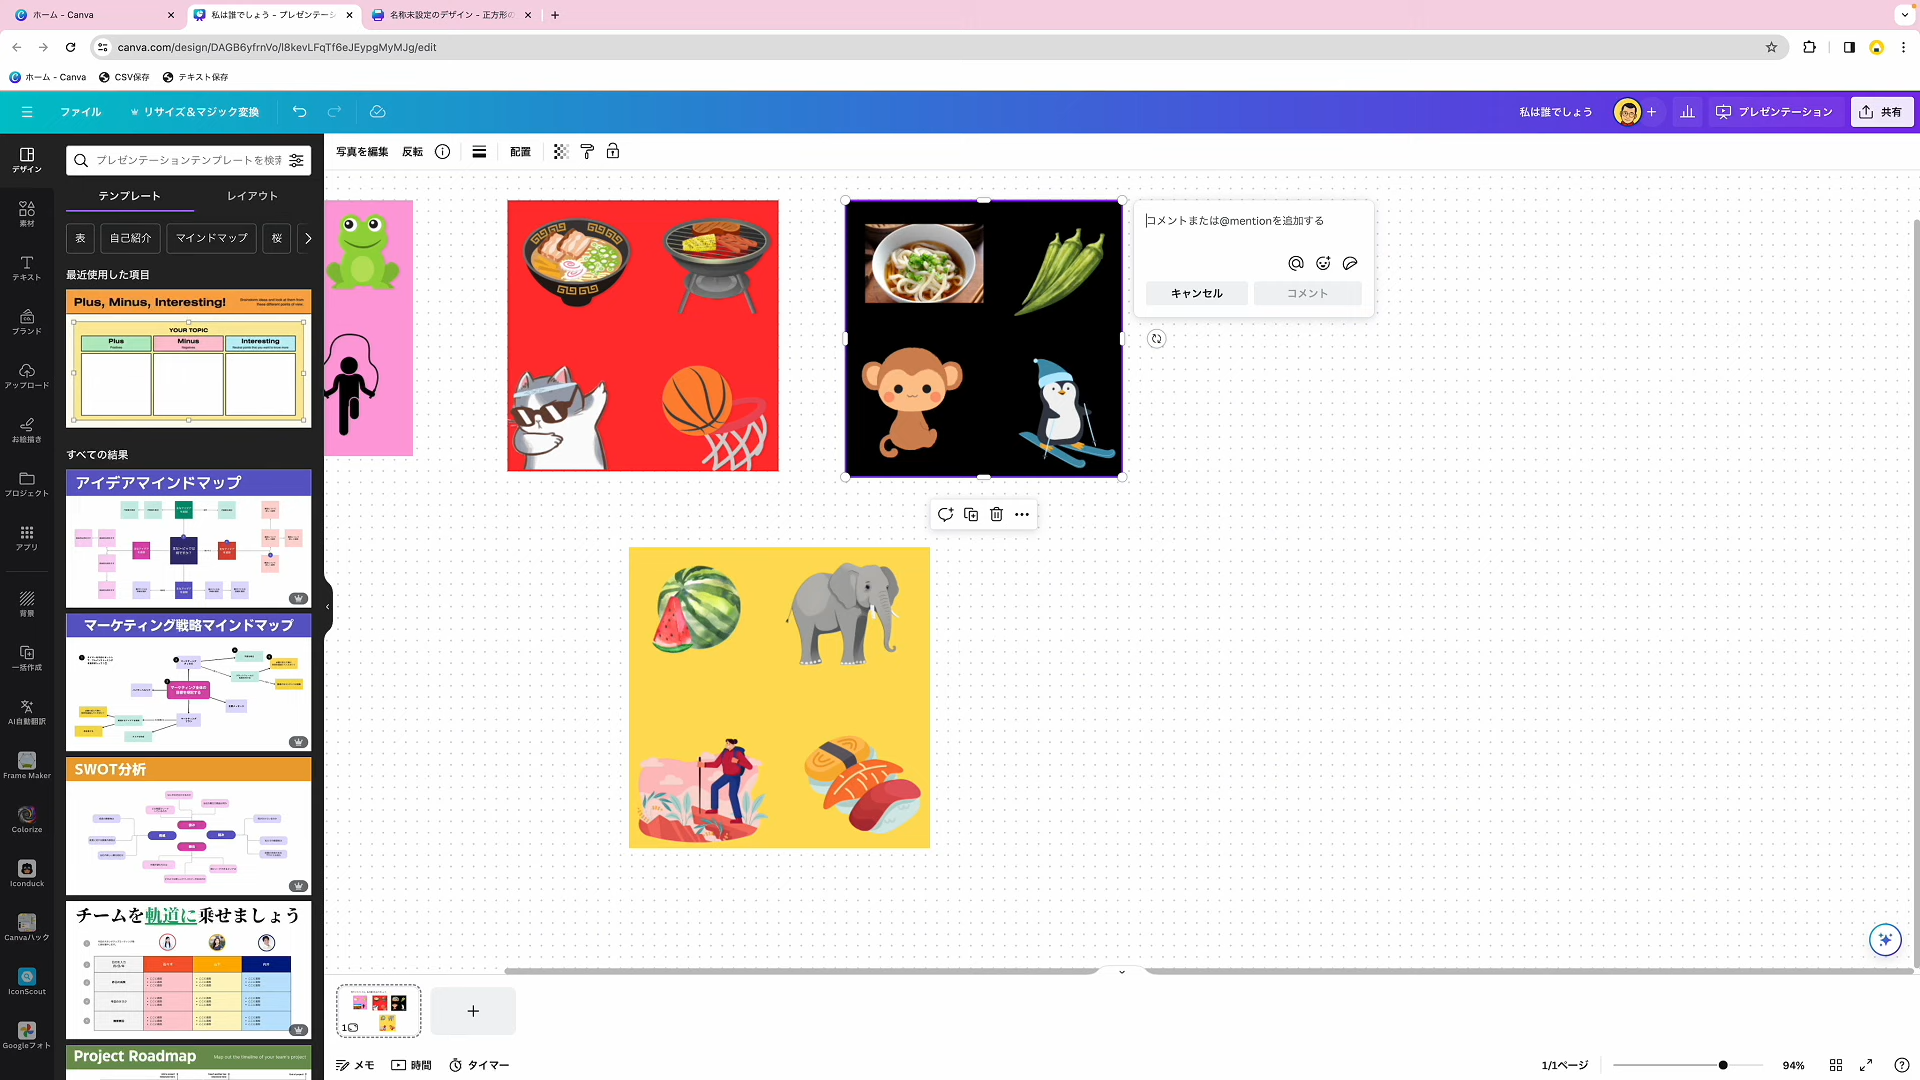 ホーム - Canva
私は誰でしょう - プレゼンテーシ
名称未設定のデザイン - 正方形の
canva.com/design/DAGB6yfrnVo/l8kevLFqTf6eJEypgMyMJg/edit
ホーム - Canva
CSV保存
テキスト保存
ファイル
リサイズ＆マジック変換
私は誰でしょう
プレゼンテーション
共有
デザイン
素材
テキスト
ブランド
アップロード
お絵描き
プロジェクト
アプリ
背景
一括作成
AI自動翻訳
Frame Maker
Colorize
Iconduck
Canvaハック
IconScout
Googleフォト
プレゼンテーションテンプレートを検索
テンプレート
レイアウト
表
自己紹介
マインドマップ
桜
最近使用した項目
Plus, Minus, Interesting!
YOUR TOPIC
Plus
Minus
Interesting
すべての結果
アイデアマインドマップ
マーケティング戦略マインドマップ
SWOT分析
チームを軌道に乗せましょう
Project Roadmap
Map out the timeline of your team's project
写真を編集
反転
配置
コメントまたは@mentionを追加する
キャンセル
コメント
1
メモ
時間
タイマー
1/1ページ
94%